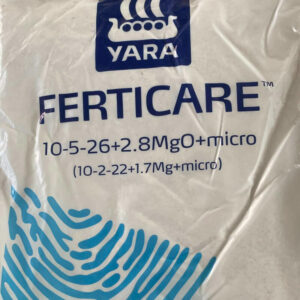 YARA
FERTICARE™
10-5-26+2.8MgO+micro
(10-2-22+1.7Mg+micro)